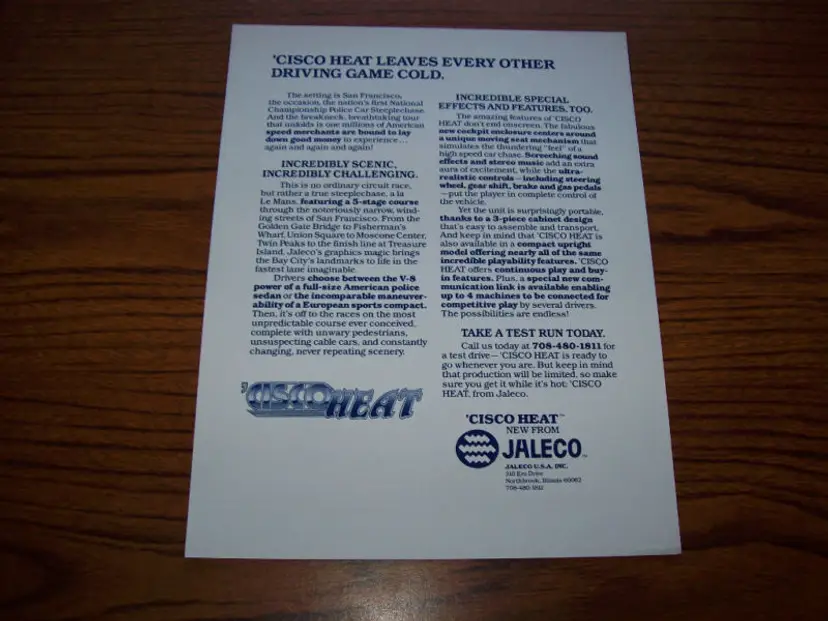 'CISCO HEAT LEAVES EVERY OTHER
DRIVING GAME COLD.
The setting is San Francisco,
the occasion, the nation's first National
Championship Police Car Steeplechase.
And the breakneck, breathtaking tour
that unfolds is one millions of American
speed merchants are bound to lay
down good money to experience...
again and again and again!
INCREDIBLY SCENIC,
INCREDIBLY CHALLENGING.
This is no ordinary circuit race,
but rather a true steeplechase, a la
Le Mans, featuring a 5-stage course
through the notoriously narrow, wind-
ing streets of San Francisco. From the
Golden Gate Bridge to Fisherman's
Wharf, Union Square to Moscone Center,
Twin Peaks to the finish line at Treasure
Island, Jaleco's graphics magic brings
the Bay City's landmarks to life in the
fastest lane imaginable.
Drivers choose between the V-8
power of a full-size American police
sedan or the incomparable maneuver-
ability of a European sports compact.
Then, it's off to the races on the most
unpredictable course ever conceived,
complete with unwary pedestrians,
unsuspecting cable cars, and constantly
changing, never repeating scenery.
'CISCO HEAT
INCREDIBLE SPECIAL
EFFECTS AND FEATURES, TOO.
The amazing features of 'CISCO
HEAT don't end onscreen. The fabulous
new cockpit enclosure centers around
a unique moving seat mechanism that
simulates the thundering "feel" of a
high speed car chase. Screeching sound
effects and stereo music add an extra
aura of excitement, while the ultra-
realistic controls—including steering
wheel, gear shift, brake and gas pedals
—put the player in complete control of
the vehicle.
Yet the unit is surprisingly portable,
thanks to a 3-piece cabinet design
that's easy to assemble and transport.
And keep in mind that 'CISCO HEAT is
also available in a compact upright
model offering nearly all of the same
incredible playability features. 'CISCO
HEAT offers continuous play and buy-
in features. Plus, a special new com-
munication link is available enabling
up to 4 machines to be connected for
competitive play by several drivers.
The possibilities are endless!
TAKE A TEST RUN TODAY.
Call us today at 708-480-1811 for
a test drive—'CISCO HEAT is ready to
go whenever you are. But keep in mind
that production will be limited, so make
sure you get it while it's hot: 'CISCO
HEAT, from Jaleco.
'CISCO HEAT™
NEW FROM
JALECO™
JALECO U.S.A. INC.
Drive
Northbrook, Illinois 60062
708-480-1811